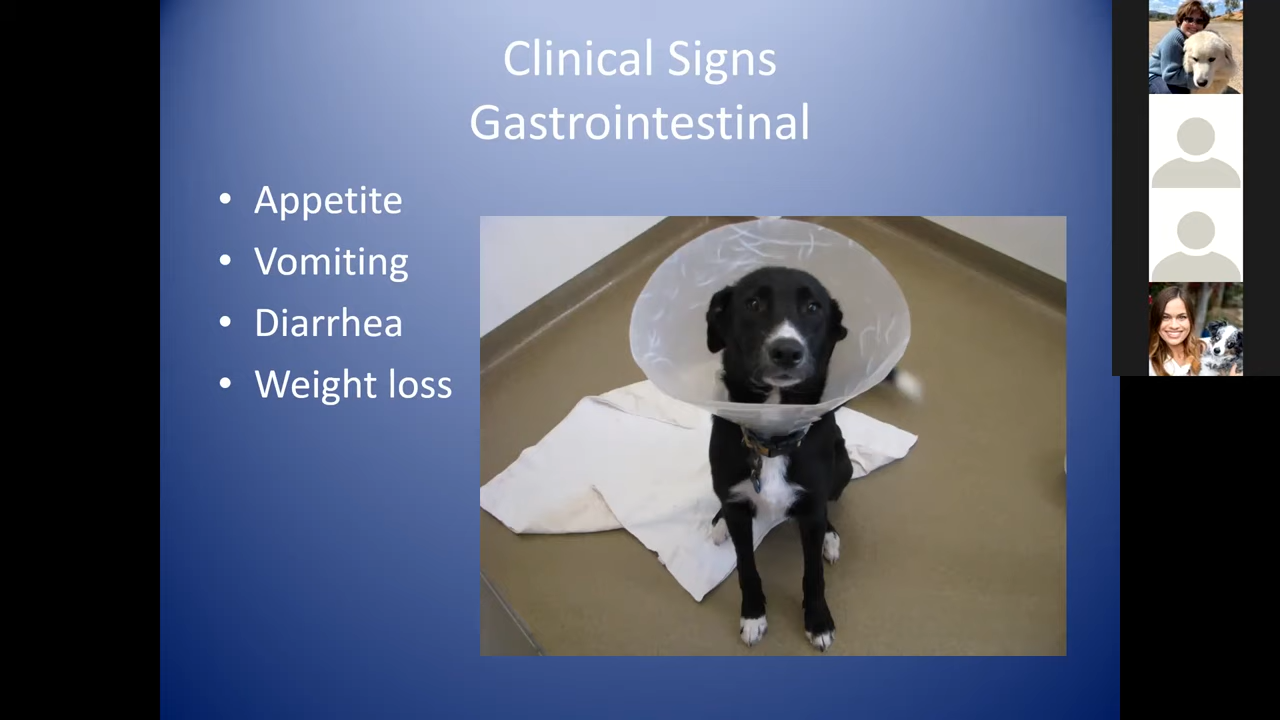 Clinical Signs
Gastrointestinal
• Appetite
• Vomiting
• Diarrhea
• Weight loss